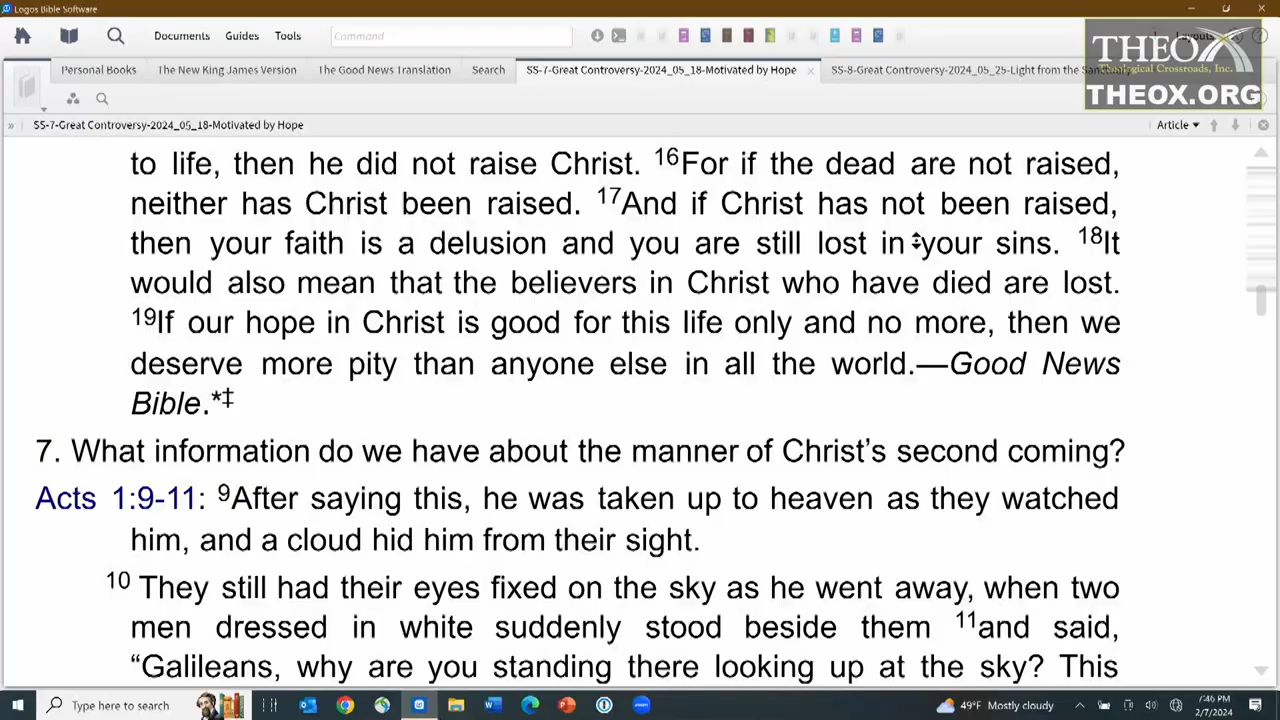 Logos Bible Software
Documents Guides Tools Command
THEOX
Theological Crossroads, Inc.
THEOX.ORG
Personal Books The New King James Version Search SS-7-Great Controversy-2024_05_18-Motivated by Hope SS-8-Great Controversy-2024_05_25-Light from the
SS-7-Great Controversy-2024_05_18-Motivated by Hope Article
to life, then he did not raise Christ. 16For if the dead are not raised,
neither has Christ been raised. 17And if Christ has not been raised,
then your faith is a delusion and you are still lost in your sins. 18It
would also mean that the believers in Christ who have died are lost.
19If our hope in Christ is good for this life only and no more, then we
deserve more pity than anyone else in all the world.—Good News
Bible.*‡
7. What information do we have about the manner of Christ's second coming?
Acts 1:9-11: 9After saying this, he was taken up to heaven as they watched
him, and a cloud hid him from their sight.
10 They still had their eyes fixed on the sky as he went away, when two
men dressed in white suddenly stood beside them 11and said,
“Galileans, why are you standing there looking up at the sky? This
Type here to search
49°F Mostly cloudy
7:46 PM
2/7/2024